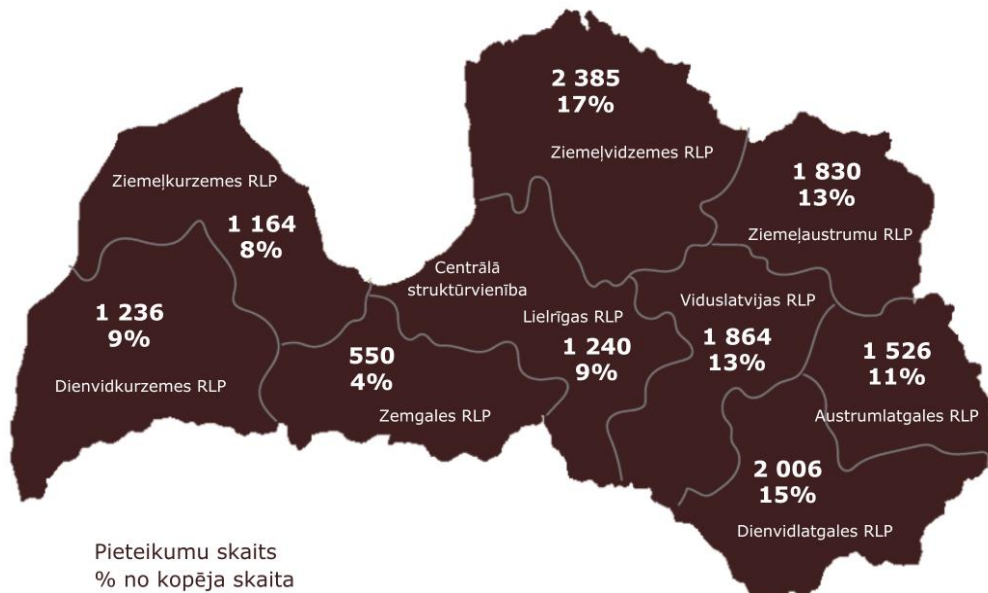 2 385
17%
Ziemeļvidzemes RLP
1 830
13%
Ziemeļaustrumu RLP
Ziemeļkurzemes RLP
1 164
8%
Centrālā
struktūrvienība
Lielrīgas RLP
1 240
9%
Viduslatvijas RLP
1 864
13%
1 236
9%
Dienvidkurzemes RLP
550
4%
Zemgales RLP
1 526
11%
Austrumlatgales RLP
2 006
15%
Dienvidlatgales RLP
Pieteikumu skaits
% no kopēja skaita